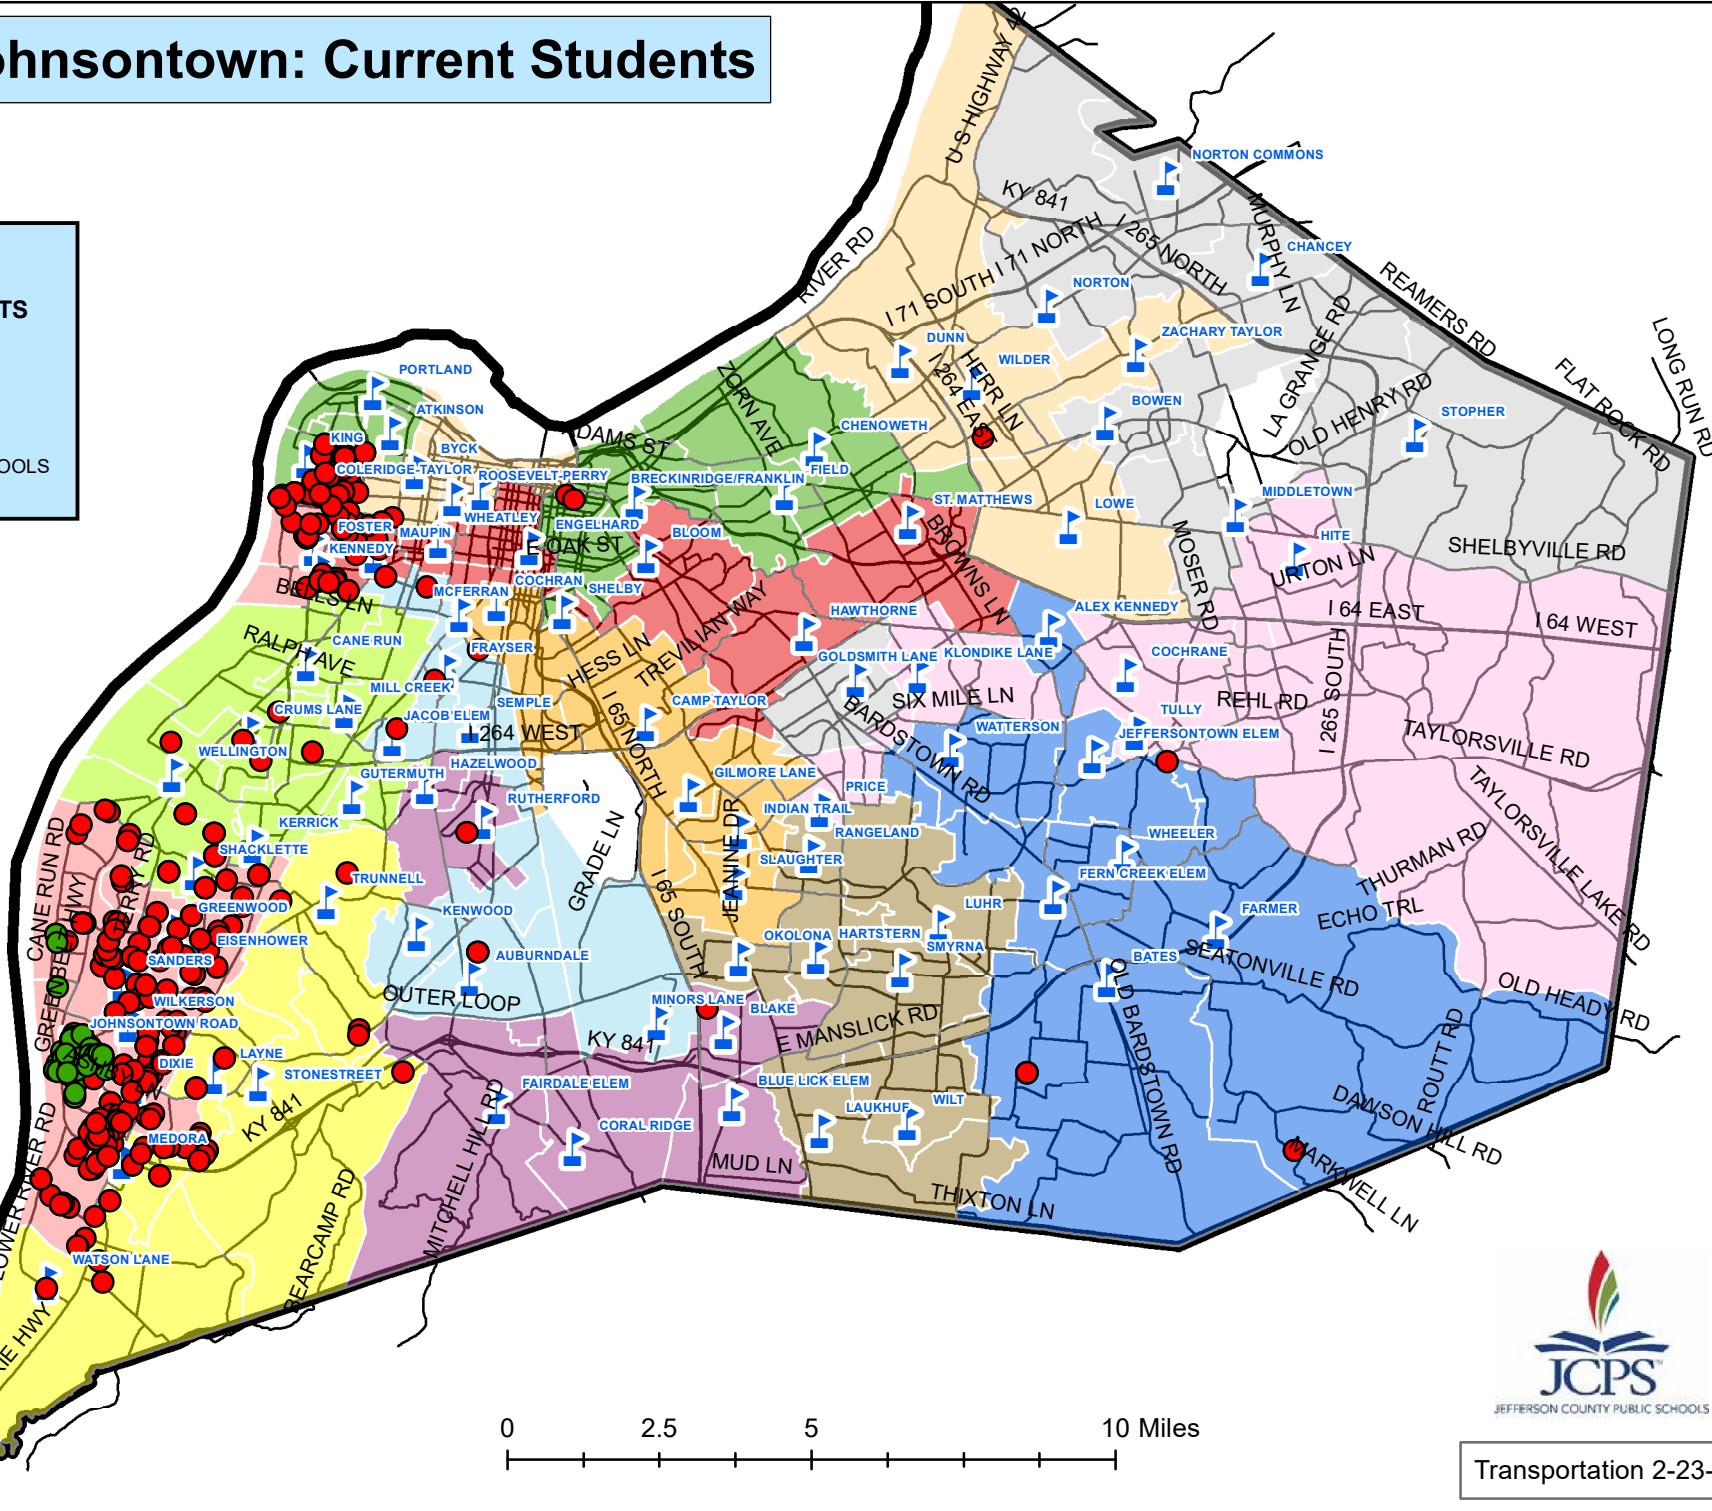 ohnsontown: Current Students
TS
OOLS
U S HIGHWAY 42
NORTON COMMONS
KY 841
MURPHY LN
I 265 NORTH
I 71 NORTH
CHANCEY
RIVER RD
REAMERS RD
I 71 SOUTH
NORTON
LONG RUN RD
LA GRANGE RD
ZACHARY TAYLOR
DUNN
WILDER
HERR LN
I 264 EAST
FLAT ROCK RD
PORTLAND
ZORN AVE
OLD HENRY RD
BOWEN
STOPHER
ATKINSON
CHENOWETH
KING
BYCK
DAMS ST
COLERIDGE-TAYLOR
ROOSEVELT-PERRY
BRECKINRIDGE/FRANKLIN
FIELD
MIDDLETOWN
ST. MATTHEWS
LOWE
FOSTER
MAUPIN
WHEATLEY
ENGELHARD
BLOOM
BROWNS LN
MOSER RD
HITE
KENNEDY
E OAK ST
SHELBYVILLE RD
URTON LN
COCHRAN
SHELBY
MCFERRAN
HAWTHORNE
ALEX KENNEDY
I 64 EAST
I 64 WEST
RALPH AVE
CANE RUN
FRAYSER
HESS LN
TREVILIAN WAY
GOLDSMITH LANE
KLONDIKE LANE
COCHRANE
MILL CREEK
CRUMS LANE
SEMPLE
CAMP TAYLOR
SIX MILE LN
REHL RD
I 265 SOUTH
JACOB ELEM
I 264 WEST
I 65 NORTH
BARDSTOWN RD
WATTERSON
TULLY
JEFFERSONTOWN ELEM
TAYLORSVILLE RD
WELLINGTON
GUTERMUTH
HAZELWOOD
GILMORE LANE
PRICE
TAYLORSVILLE LAKE RD
RUTHERFORD
INDIAN TRAIL
KERRICK
RANGELAND
WHEELER
CANE RUN RD
TERRY RD
SHACKLETTE
GRADE LN
JEANINE DR
SLAUGHTER
THURMAN RD
TRUNNELL
FERN CREEK ELEM
GREENWOOD
KENWOOD
I 65 SOUTH
LUHR
FARMER
ECHO TRL
EISENHOWER
OKOLONA
HARTSTERN
SMYRNA
SANDERS
AUBURNDALE
BATES
SEATONVILLE RD
OLD HEADY RD
WILKERSON
OUTER LOOP
MINORS LANE
BLAKE
OLD BARDSTOWN RD
JOHNSONTOWN ROAD
KY 841
E MANSLICK RD
ROUTT RD
DIXIE
LAYNE
STONESTREET
FAIRDALE ELEM
BLUE LICK ELEM
WILT
DAWSON HILL RD
KY 841
CORAL RIDGE
MEDORA
MITCHELL HILL RD
MUD LN
MARKWELL LN
LOWER RIVER RD
BEARCAMP RD
THIXTON LN
WATSON LANE
IE HWY
JCPS
JEFFERSON COUNTY PUBLIC SCHOOLS
0 2.5 5 10 Miles
Transportation 2-23-